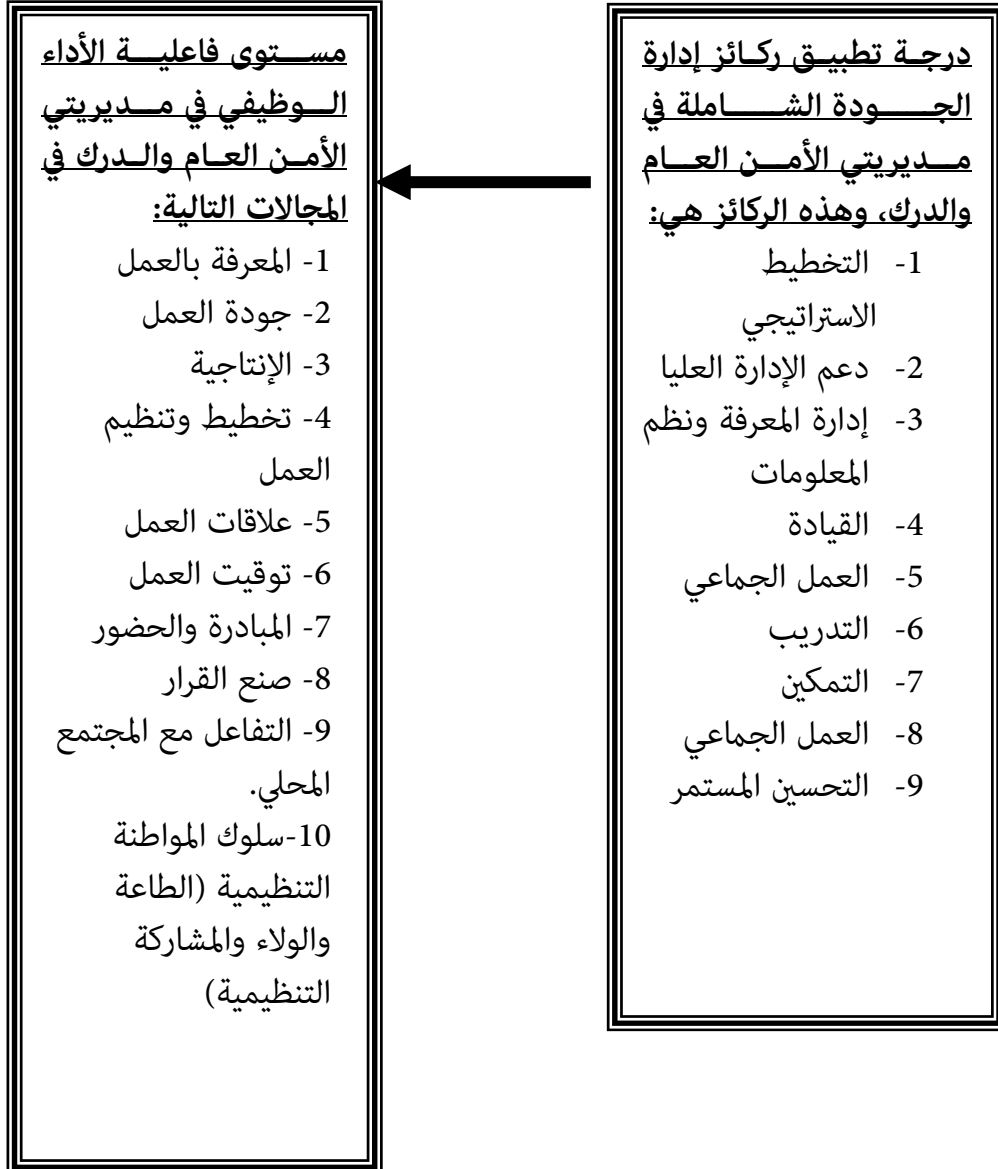 درجة تطبيق ركائز إدارة
الجودة الشاملة في
مديريتي الأمن العام
والدرك، وهذه الركائز هي:
1- التخطيط
الاستراتيجي
2- دعم الإدارة العليا
3- إدارة المعرفة ونظم
المعلومات
4- القيادة
5- العمل الجماعي
6- التدريب
7- التمكين
8- العمل الجماعي
9- التحسين المستمر
مستوى فاعلية الأداء
الوظيفي في مديريتي
الأمن العام والدرك في
المجالات التالية:
1- المعرفة بالعمل
2- جودة العمل
3- الإنتاجية
4- تخطيط وتنظيم
العمل
5- علاقات العمل
6- توقيت العمل
7- المبادرة والحضور
8- صنع القرار
9- التفاعل مع المجتمع
المحلي.
10-سلوك المواطنة
التنظيمية (الطاعة
والولاء والمشاركة
التنظيمية)